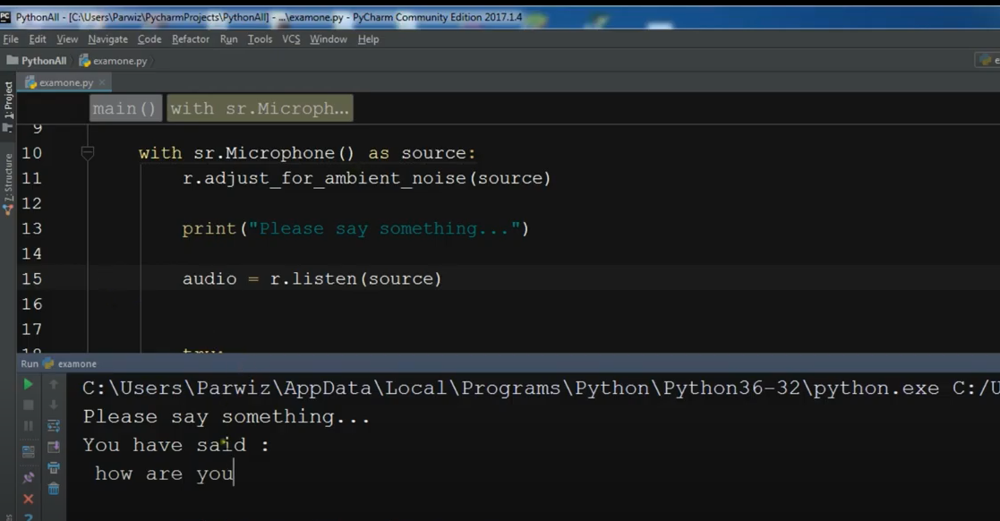 PythonAll - [C:\Users\Parwiz\PycharmProjects\PythonAll] - ...\examone.py - PyCharm Community Edition 2017.1.4
File Edit View Navigate Code Refactor Run Tools VCS Window Help
PythonAll examone.py
examone.py
1: Project
7: Structure
main() with sr.Microph...
9
10 with sr.Microphone() as source:
11 r.adjust_for_ambient_noise(source)
12
13 print("Please say something...")
14
15 audio = r.listen(source)
16
17
18 try:
Run examone
C:\Users\Parwiz\AppData\Local\Programs\Python\Python36-32\python.exe C:/U
Please say something...
You have said :
how are you